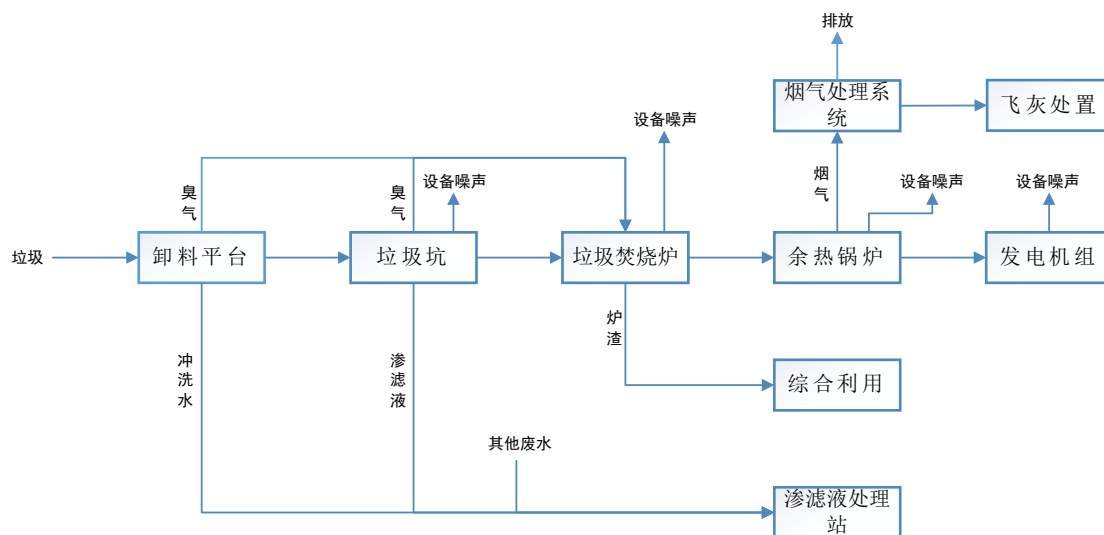 排放
烟气处理系
统
飞灰处置
设备噪声
臭
气
臭
气
设备噪声
烟
气
设备噪声
设备噪声
垃圾
卸料平台
垃圾坑
垃圾焚烧炉
余热锅炉
发电机组
炉
渣
冲
洗
水
渗
滤
液
综合利用
其他废水
渗滤液处理
站